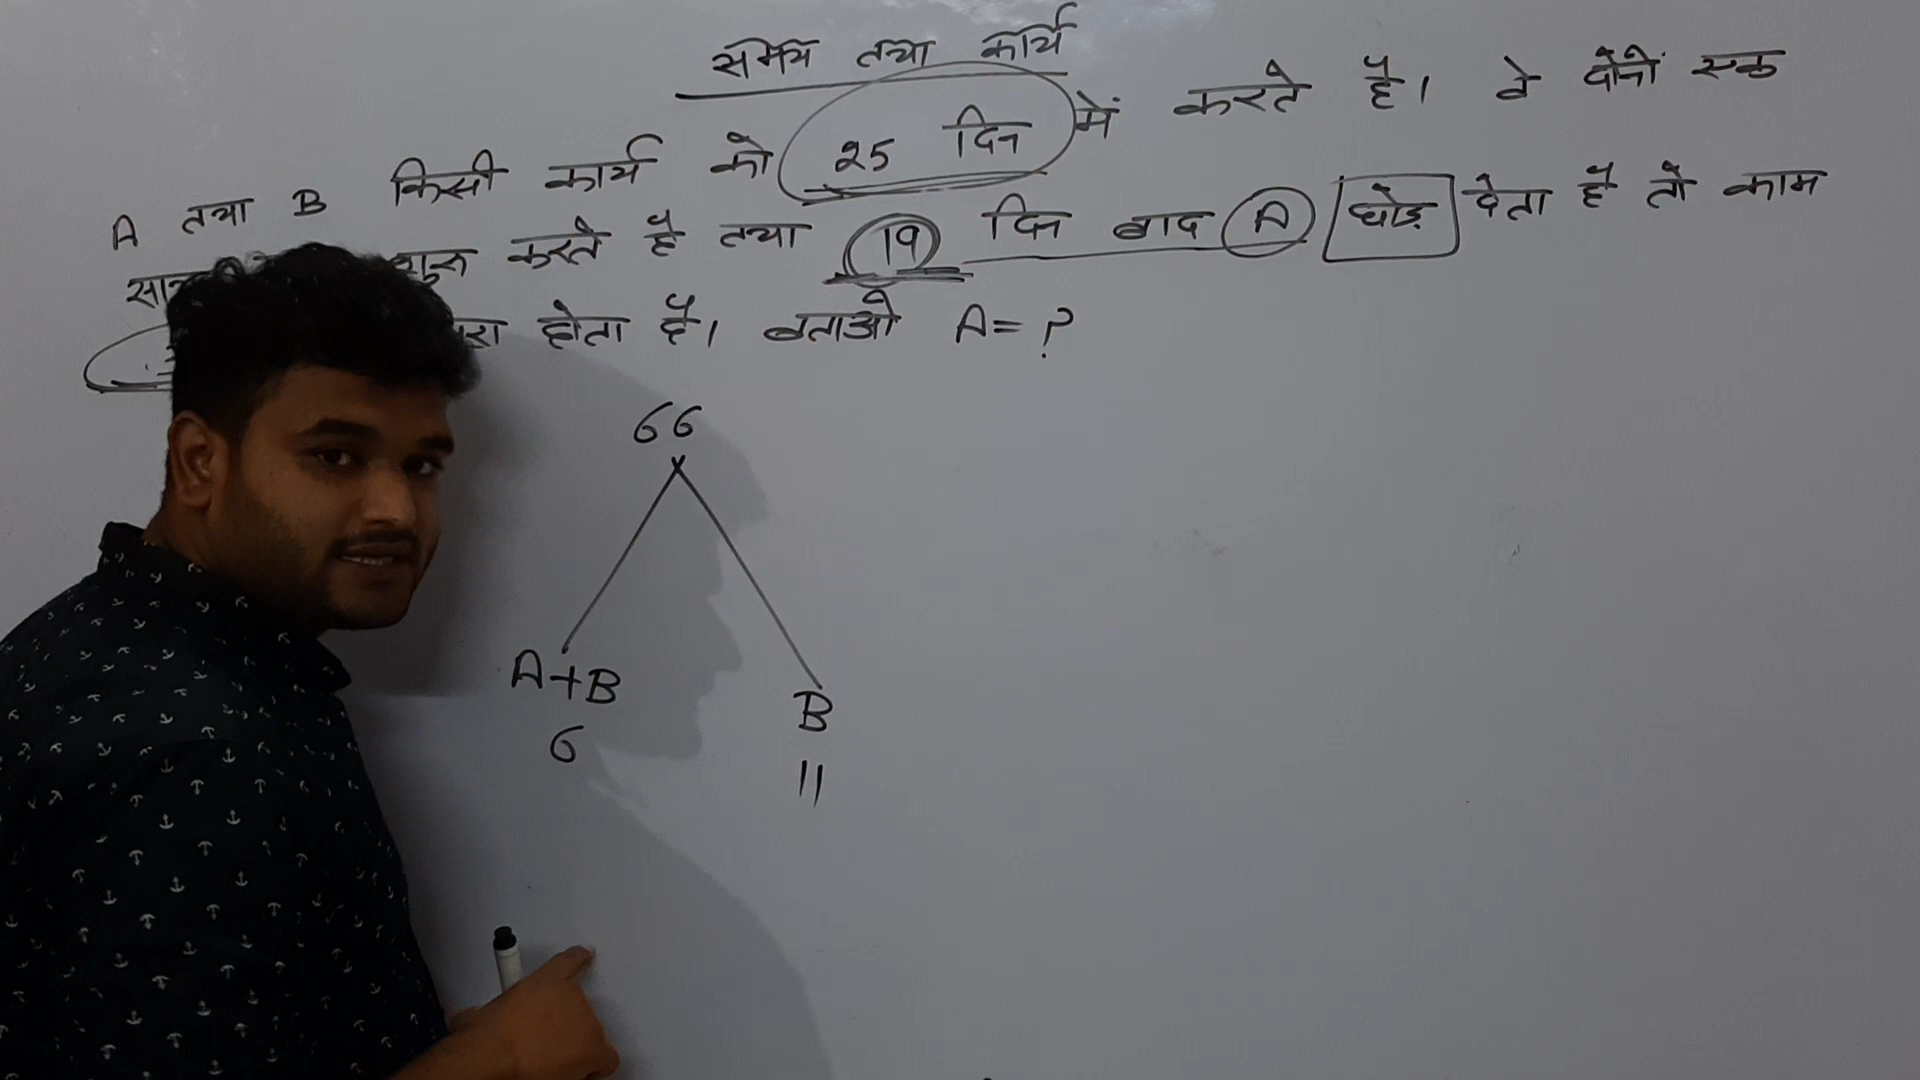 समय तथा कार्य
A तथा B किसी कार्य को 25 दिन में करते है। वे दोनों एक
शुरू करते है तथा 19 दिन बाद A छोड़ देता है तो काम
होता है। बताओ A=?
66
A+B
B
6
11